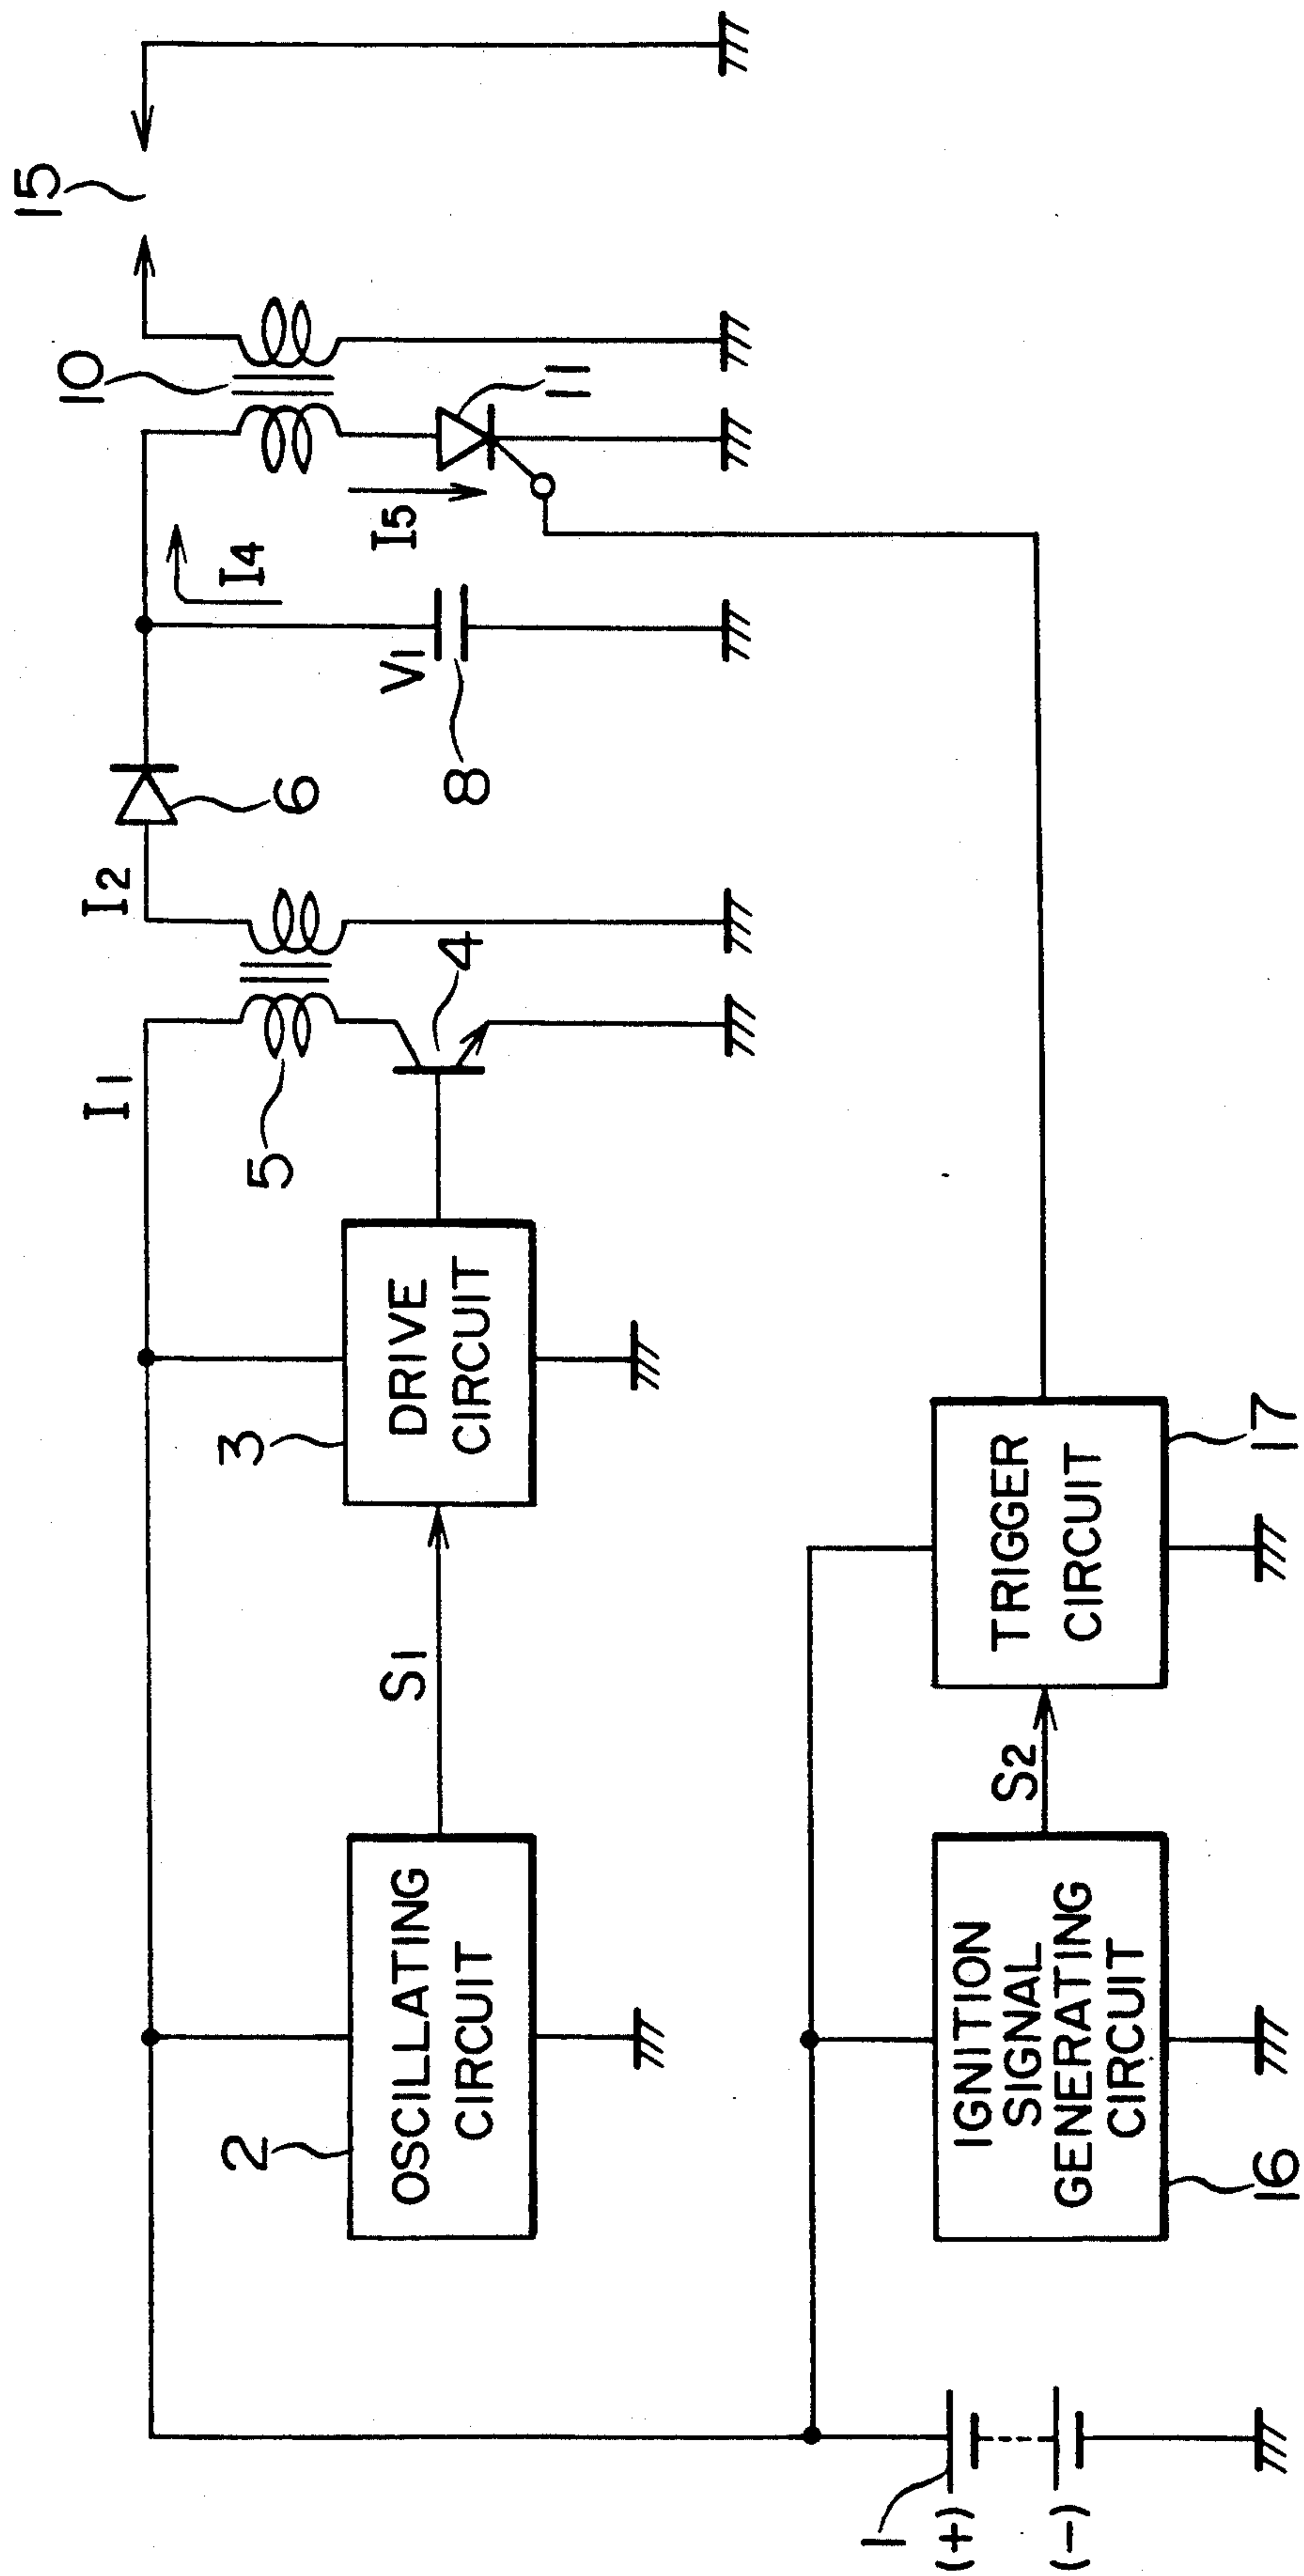 15
10
I4
I5
11
I2
6
V1
8
I1
5
4
3
DRIVE
CIRCUIT
S1
2
OSCILLATING
CIRCUIT
TRIGGER
CIRCUIT
17
S2
IGNITION
SIGNAL
GENERATING
CIRCUIT
16
1
(+)
(-)